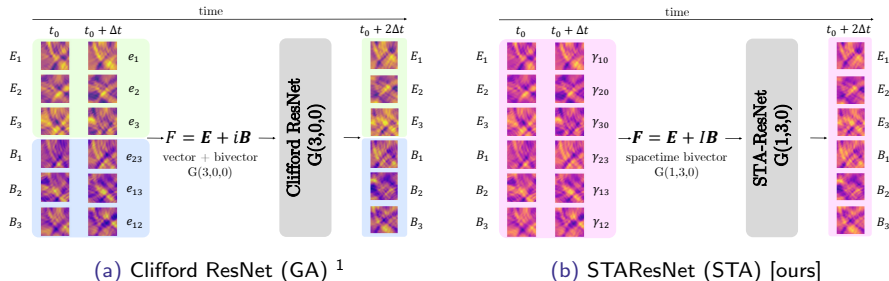 time
t₀ t₀ + Δt
t₀ + 2Δt
E₁ e₁ E₁
E₂ e₂ E₂
E₃ e₃ E₃
B₁ e₂₃ B₁
B₂ e₁₃ B₂
B₃ e₁₂ B₃
F = E + iB
vector + bivector
G(3,0,0)
Clifford ResNet
G(3,0,0)
(a) Clifford ResNet (GA) ¹
time
t₀ t₀ + Δt
t₀ + 2Δt
E₁ γ₁₀ E₁
E₂ γ₂₀ E₂
E₃ γ₃₀ E₃
B₁ γ₂₃ B₁
B₂ γ₁₃ B₂
B₃ γ₁₂ B₃
F = E + IB
spacetime bivector
G(1,3,0)
STA-ResNet
G(1,3,0)
(b) STAResNet (STA) [ours]